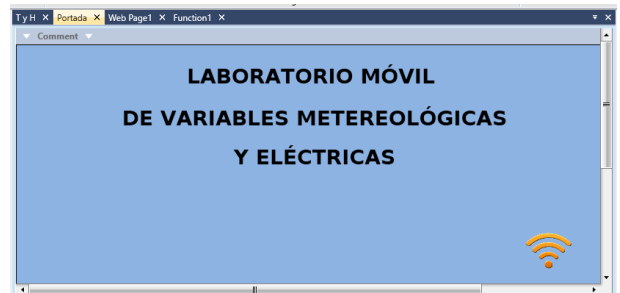 T y H Portada Web Page1 Function1
Comment
LABORATORIO MÓVIL
DE VARIABLES METEREOLÓGICAS
Y ELÉCTRICAS